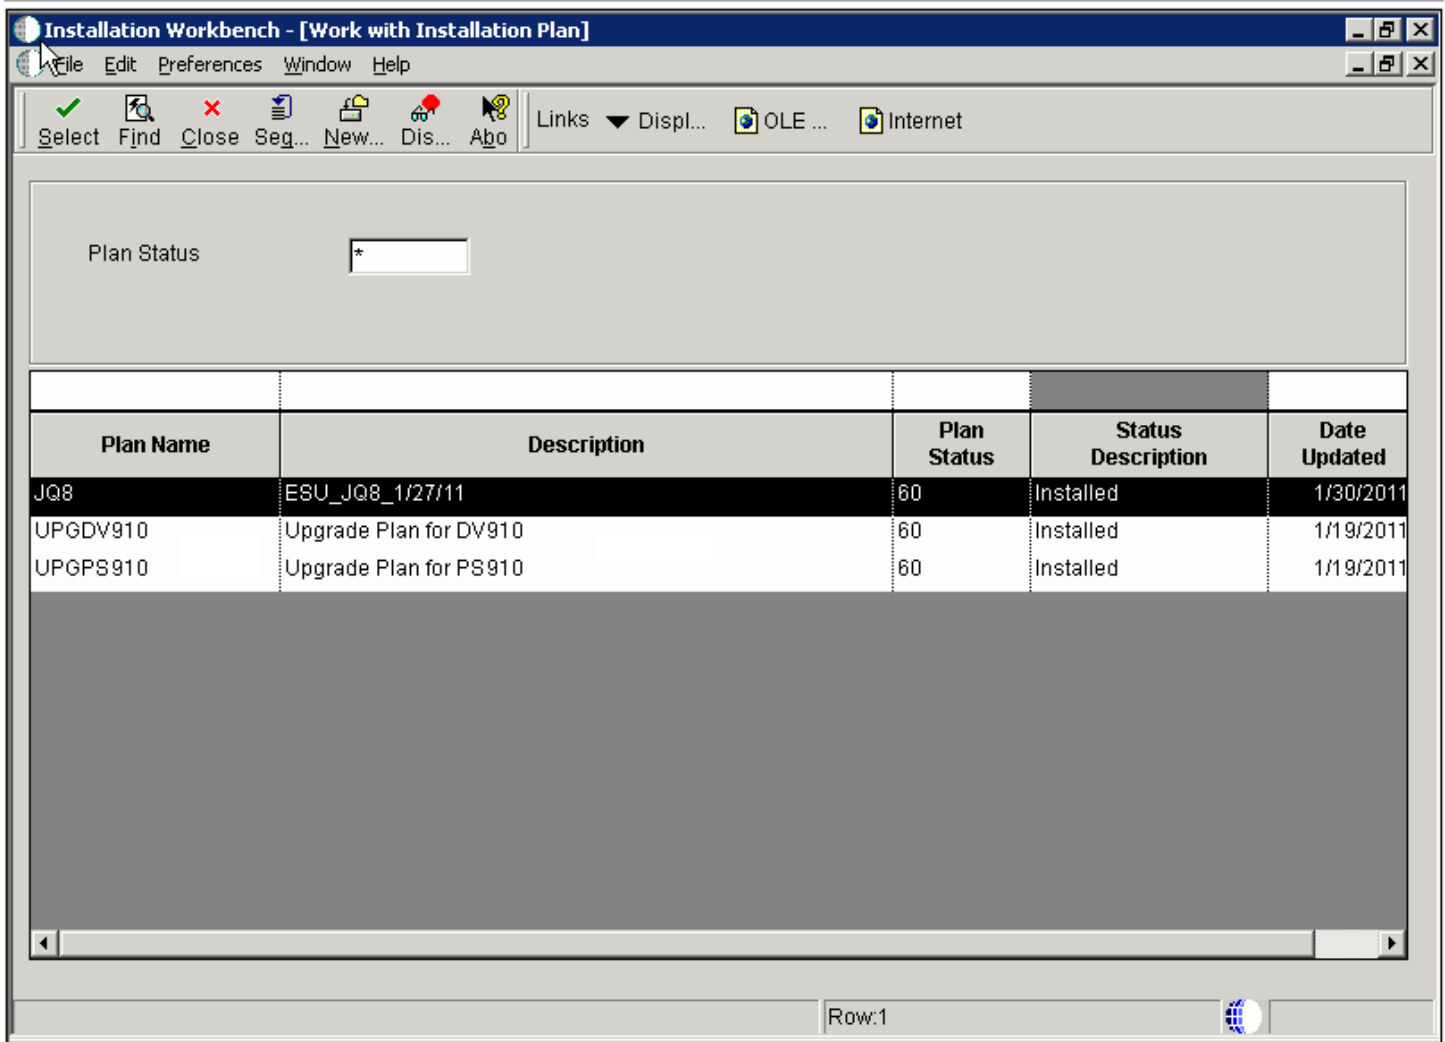 Installation Workbench - [Work with Installation Plan]
File Edit Preferences Window Help
Select Find Close Seq... New... Dis... Abo Links Displ... OLE ... Internet
Plan Status *
Plan Name Description Plan Status Status Description Date Updated
JQ8 ESU_JQ8_1/27/11 60 Installed 1/30/2011
UPGDV910 Upgrade Plan for DV910 60 Installed 1/19/2011
UPGPS910 Upgrade Plan for PS910 60 Installed 1/19/2011
Row:1